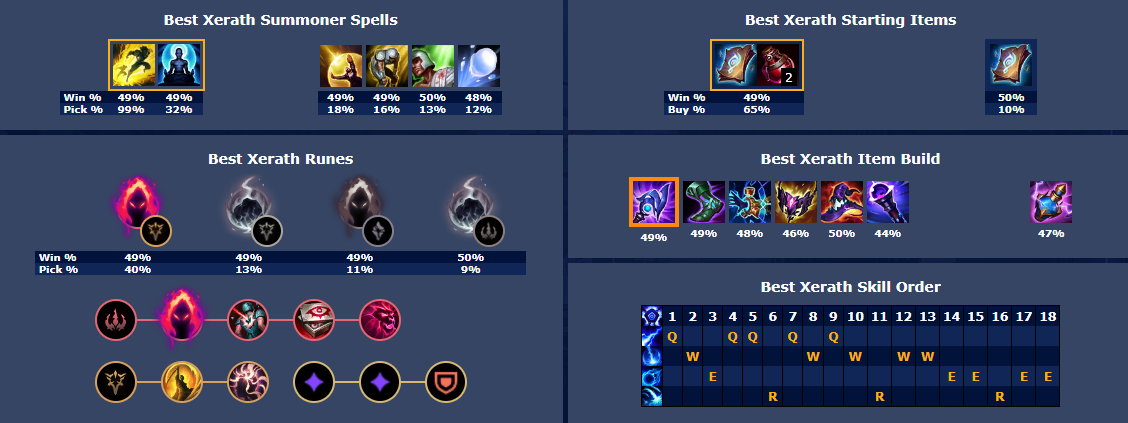 Best Xerath Summoner Spells
Win % 49% 49% 49% 49% 50% 48%
Pick % 99% 32% 18% 16% 13% 12%
Best Xerath Starting Items
2
Win % 49% 50%
Buy % 65% 10%
Best Xerath Runes
Win % 49% 49% 49% 50%
Pick % 40% 13% 11% 9%
Best Xerath Item Build
49% 49% 48% 46% 50% 44% 47%
Best Xerath Skill Order
1 2 3 4 5 6 7 8 9 10 11 12 13 14 15 16 17 18
Q Q Q Q Q
W W W W W
E E E E E
R R R